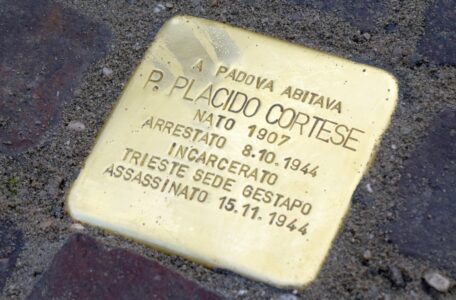 A PADOVA ABITAVA
P. PLACIDO CORTESE
NATO 1907
ARRESTATO 8.10.1944
INCARCERATO
TRIESTE SEDE GESTAPO
ASSASSINATO 15.11.1944